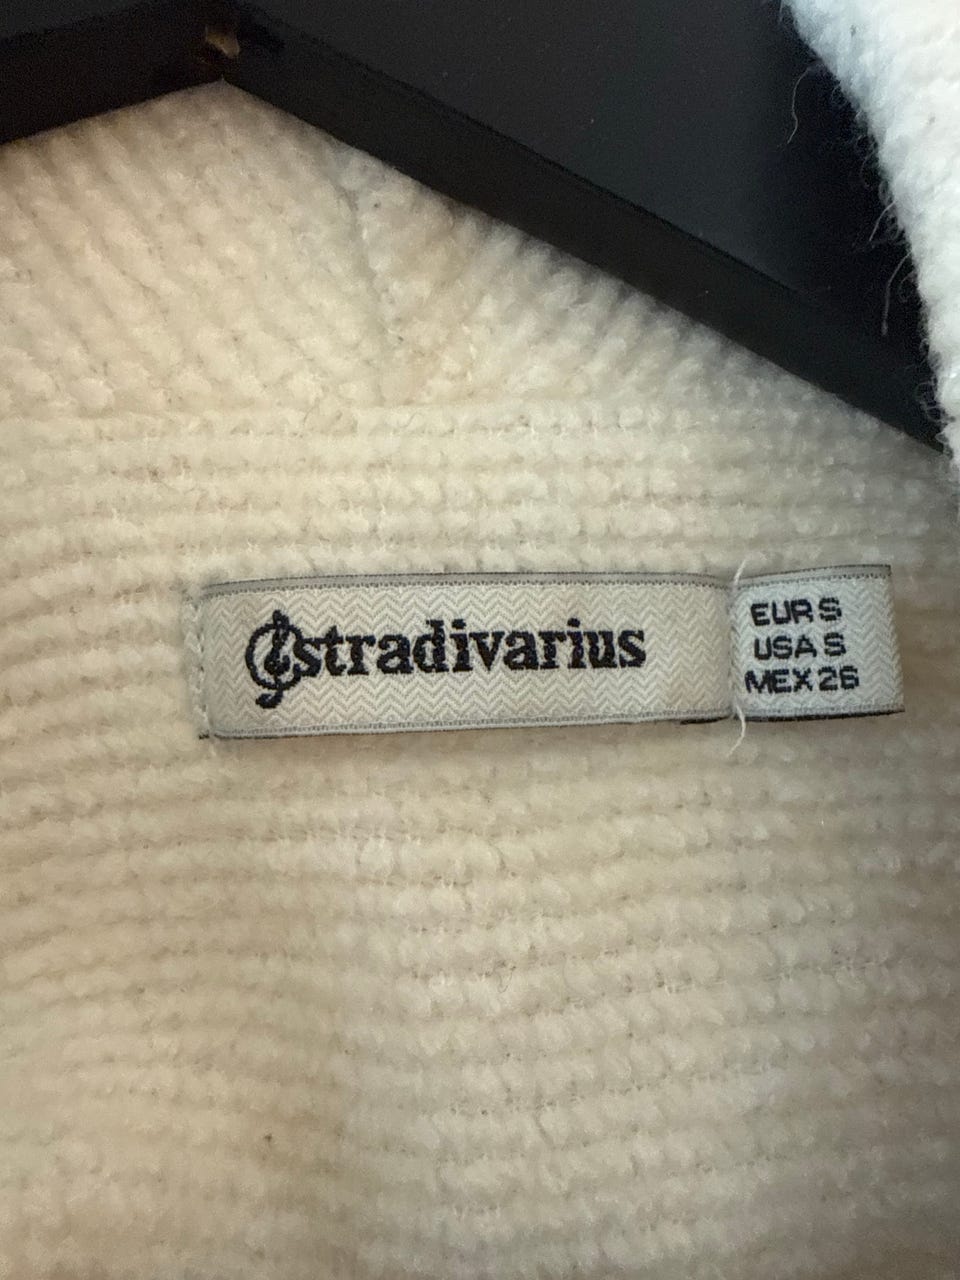 stradivarius
EUR S
USA S
MEX 26